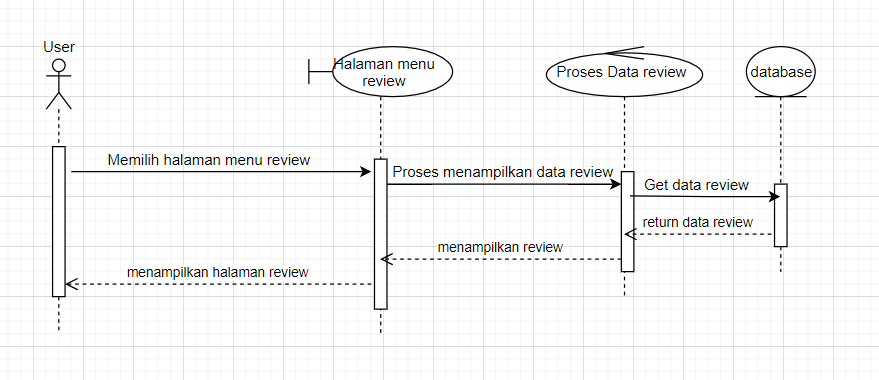 User
Halaman menu
review
Proses Data review
database
Memilih halaman menu review
Proses menampilkan data review
Get data review
return data review
menampilkan review
menampilkan halaman review